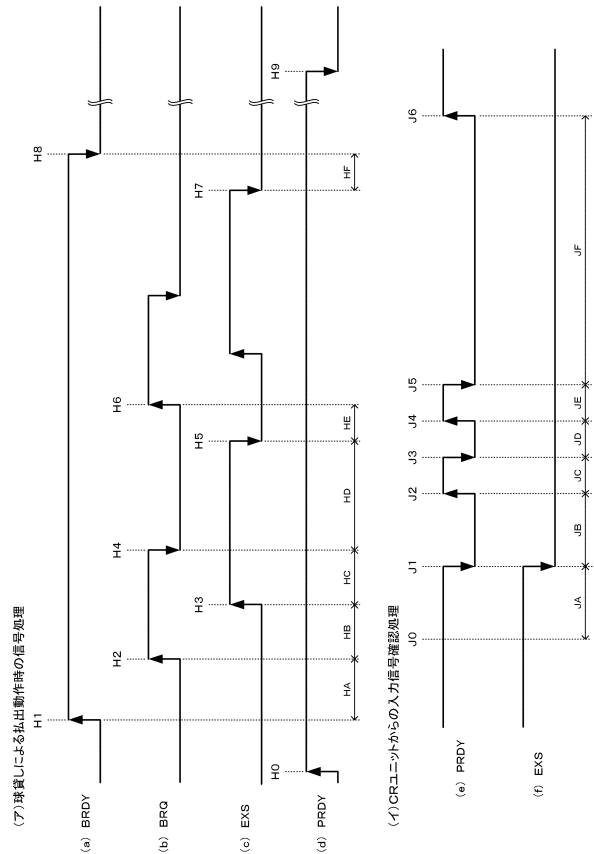 (ア)球貸しによる払出動作時の信号処理
H1
H8
(a) BRDY
H2
H4
H6
(b) BRQ
H3
H5
H7
(c) EXS
H0
H9
(d) PRDY
HA
HB
HC
HD
HE
HF
(イ)CRユニットからの入力信号確認処理
J0
J1
J2
J3
J4
J5
J6
(e) PRDY
(f) EXS
JA
JB
JC
JD
JE
JF